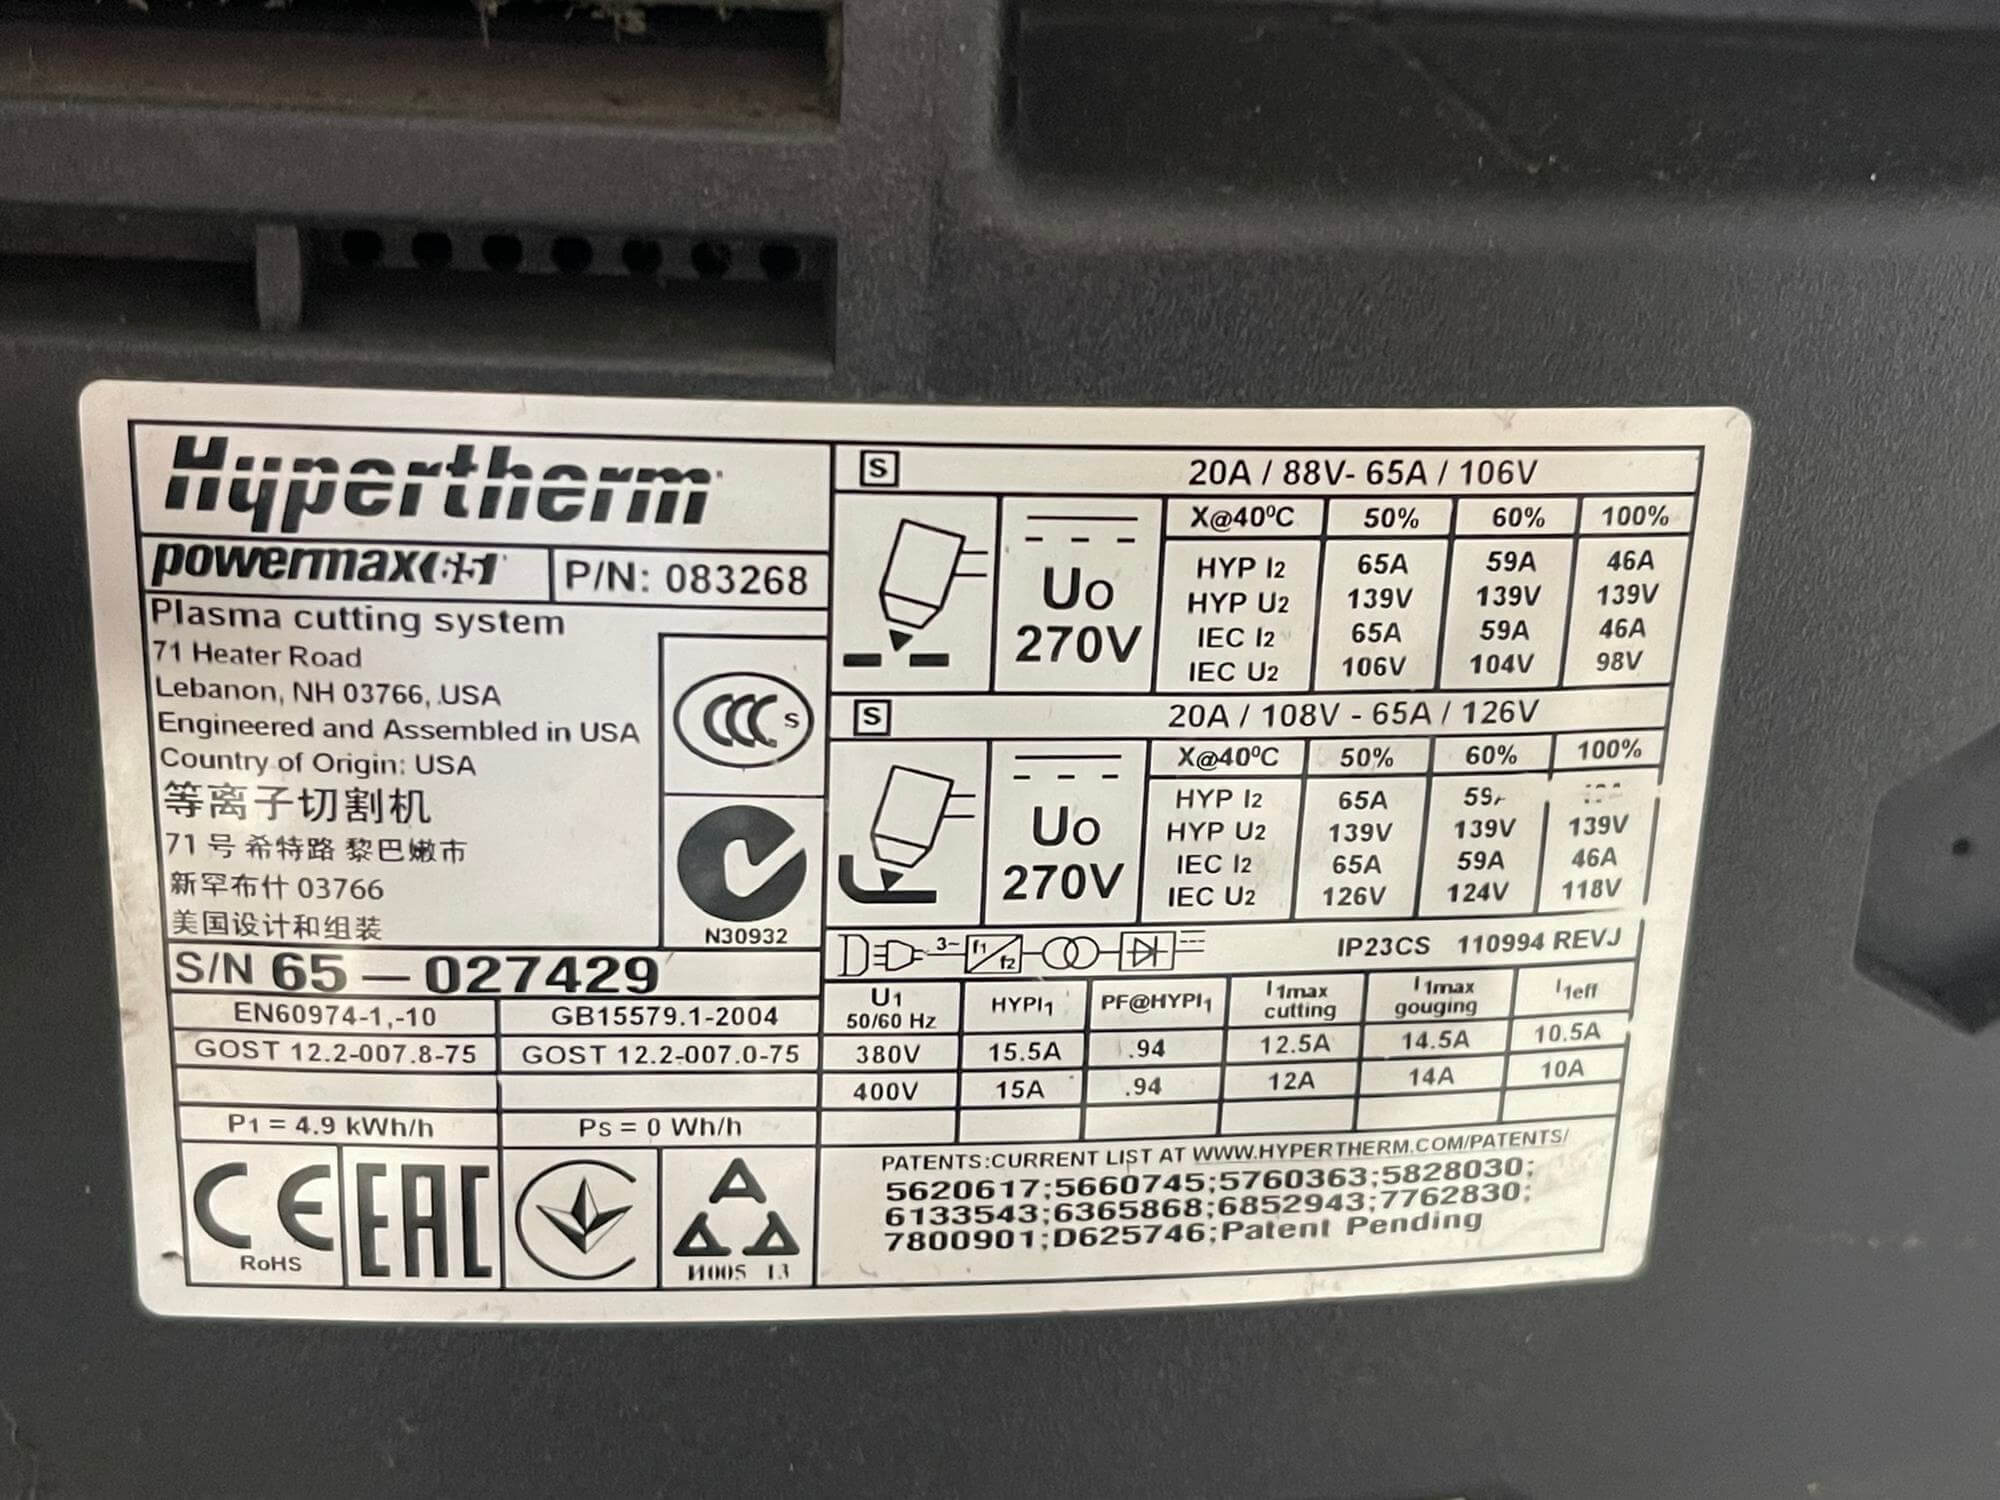 Hypertherm
powermax65
P/N: 083268
Plasma cutting system
71 Heater Road
Lebanon, NH 03766, USA
Engineered and Assembled in USA
Country of Origin: USA
等离子切割机
71 号 希特路 黎巴嫩市
新罕布什 03766
美国设计和组装
CCC S
N30932
S/N 65-027429
EN60974-1,-10 GB15579.1-2004
GOST 12.2-007.8-75 GOST 12.2-007.0-75
P1 = 4.9 kWh/h Ps = 0 Wh/h
CE
RoHS
EAC
И005 13
S 20A / 88V- 65A / 106V
U0
270V
X@40ºC 50% 60% 100%
HYP I2 65A 59A 46A
HYP U2 139V 139V 139V
IEC I2 65A 59A 46A
IEC U2 106V 104V 98V
S 20A / 108V - 65A / 126V
U0
270V
X@40ºC 50% 60% 100%
HYP I2 65A 59
HYP U2 139V 139V 139V
IEC I2 65A 59A 46A
IEC U2 126V 124V 118V
3~ f1 f2 IP23CS 110994 REVJ
U1 50/60 Hz HYPI1 PF@HYPI1 I1max cutting I1max gouging I1eff
380V 15.5A .94 12.5A 14.5A 10.5A
400V 15A .94 12A 14A 10A
PATENTS:CURRENT LIST AT WWW.HYPERTHERM.COM/PATENTS/
5620617;5660745;5760363;5828030;
6133543;6365868;6852943;7762830;
7800901;D625746;Patent Pending